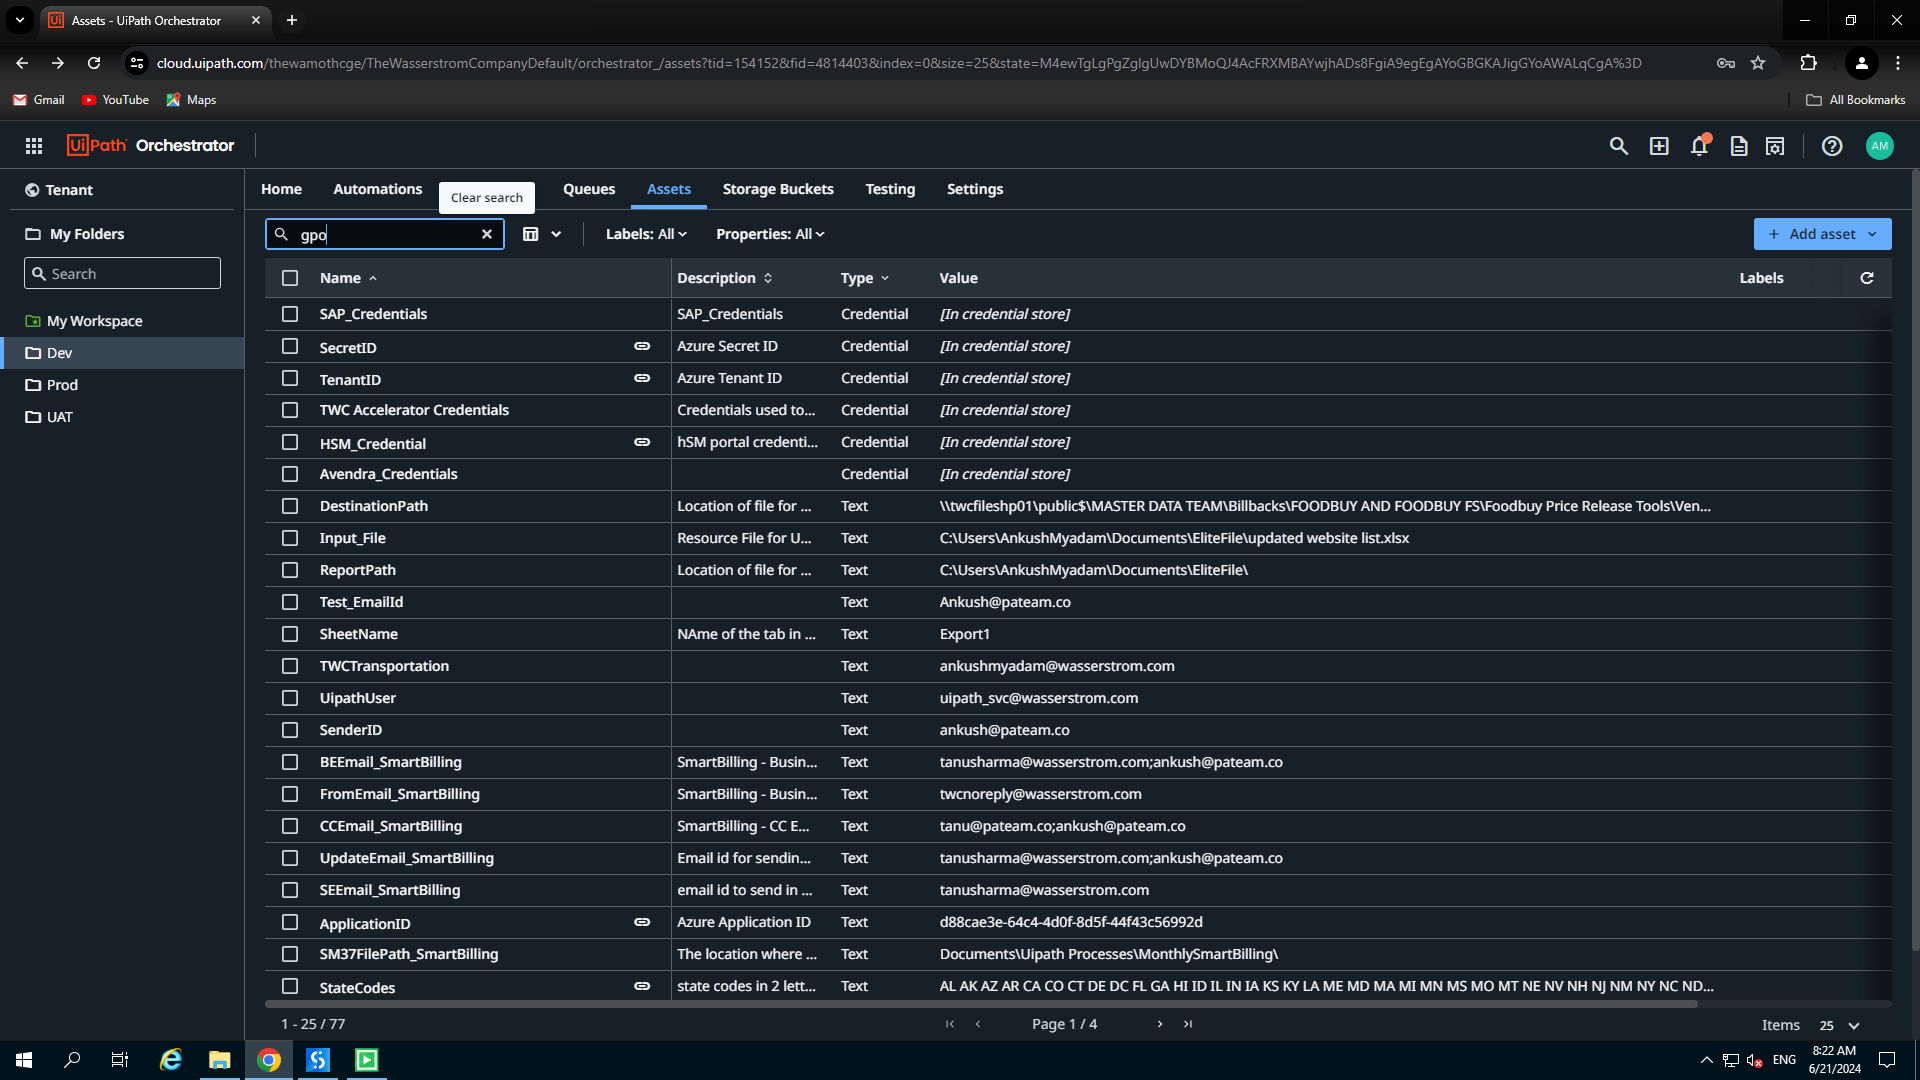 Assets - UiPath Orchestrator
cloud.uipath.com/thewamothcge/TheWasserstromCompanyDefault/orchestrator_/assets?tid=154152&fid=4814403&index=0&size=25&state=M4ewTgLgPgZglgUwDYBMoQJ4AcFRXMBAYwjhADs8FgiA9egEgAYoGBGKAJigGYoAWALqCgA%3D
Gmail YouTube Maps All Bookmarks
UiPath Orchestrator AM
Tenant Home Automations Clear search Queues Assets Storage Buckets Testing Settings
My Folders gpo Labels: All Properties: All + Add asset
Search
Name Description Type Value Labels
My Workspace
Dev
Prod
UAT
SAP_Credentials SAP_Credentials Credential [In credential store]
SecretID Azure Secret ID Credential [In credential store]
TenantID Azure Tenant ID Credential [In credential store]
TWC Accelerator Credentials Credentials used to... Credential [In credential store]
HSM_Credential hSM portal credenti... Credential [In credential store]
Avendra_Credentials Credential [In credential store]
DestinationPath Location of file for ... Text \\twcfileshp01\public$\MASTER DATA TEAM\Billbacks\FOODBUY AND FOODBUY FS\Foodbuy Price Release Tools\Ven...
Input_File Resource File for U... Text C:\Users\AnkushMyadam\Documents\EliteFile\updated website list.xlsx
ReportPath Location of file for ... Text C:\Users\AnkushMyadam\Documents\EliteFile\
Test_EmailId Text Ankush@pateam.co
SheetName NAme of the tab in ... Text Export1
TWCTransportation Text ankushmyadam@wasserstrom.com
UipathUser Text uipath_svc@wasserstrom.com
SenderID Text ankush@pateam.co
BEEmail_SmartBilling SmartBilling - Busin... Text tanusharma@wasserstrom.com;ankush@pateam.co
FromEmail_SmartBilling SmartBilling - Busin... Text twcnoreply@wasserstrom.com
CCEmail_SmartBilling SmartBilling - CC E... Text tanu@pateam.co;ankush@pateam.co
UpdateEmail_SmartBilling Email id for sendin... Text tanusharma@wasserstrom.com;ankush@pateam.co
SEEmail_SmartBilling email id to send in ... Text tanusharma@wasserstrom.com
ApplicationID Azure Application ID Text d88cae3e-64c4-4d0f-8d5f-44f43c56992d
SM37FilePath_SmartBilling The location where ... Text Documents\Uipath Processes\MonthlySmartBilling\
StateCodes state codes in 2 lett... Text AL AK AZ AR CA CO CT DE DC FL GA HI ID IL IN IA KS KY LA ME MD MA MI MN MS MO MT NE NV NH NJ NM NY NC ND...
1 - 25 / 77 Page 1 / 4 Items 25
ENG 8:22 AM
6/21/2024